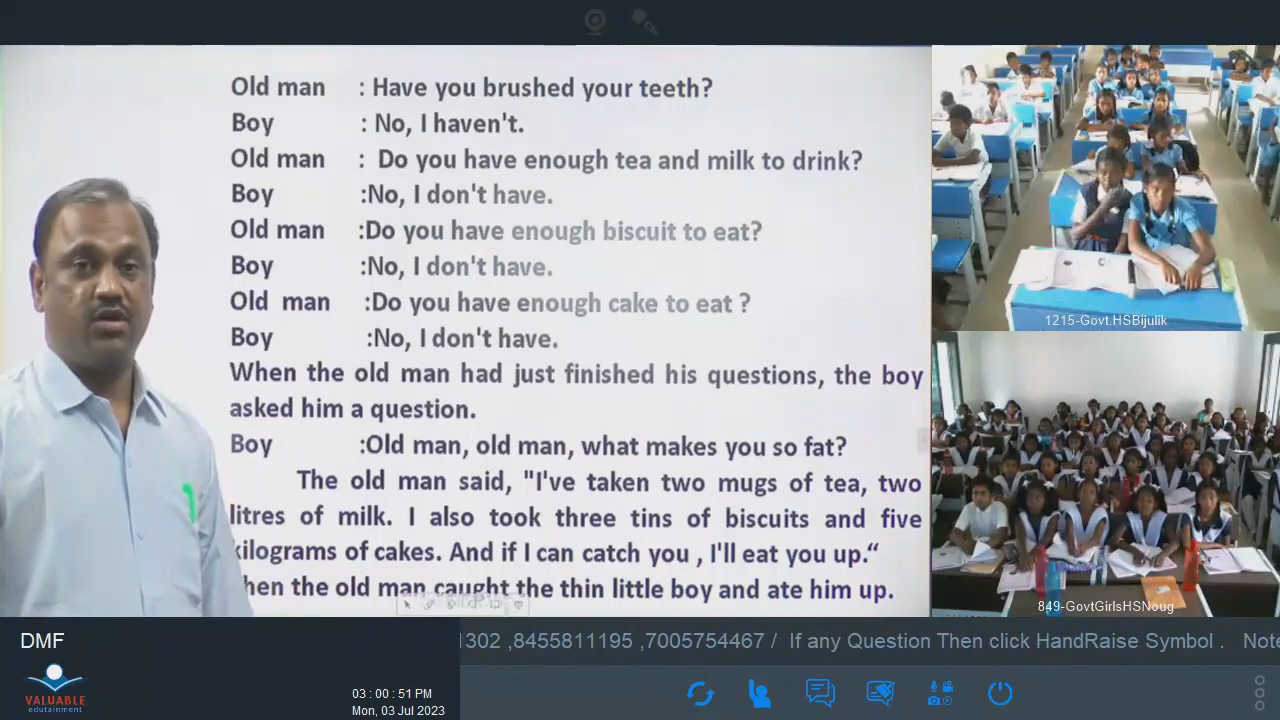 Old man : Have you brushed your teeth?
Boy : No, I haven't.
Old man : Do you have enough tea and milk to drink?
Boy :No, I don't have.
Old man :Do you have enough biscuit to eat?
Boy :No, I don't have.
Old man :Do you have enough cake to eat ?
Boy :No, I don't have.
When the old man had just finished his questions, the boy
asked him a question.
Boy :Old man, old man, what makes you so fat?
The old man said, "I've taken two mugs of tea, two
litres of milk. I also took three tins of biscuits and five
kilograms of cakes. And if I can catch you , I'll eat you up.“
hen the old man caught the thin little boy and ate him up.
1215-Govt.HSBijulik
849-GovtGirlsHSNoug
DMF
VALUABLE
edutainment
03 : 00 : 51 PM
Mon, 03 Jul 2023
1302 ,8455811195 ,7005754467 / If any Question Then click HandRaise Symbol . Note